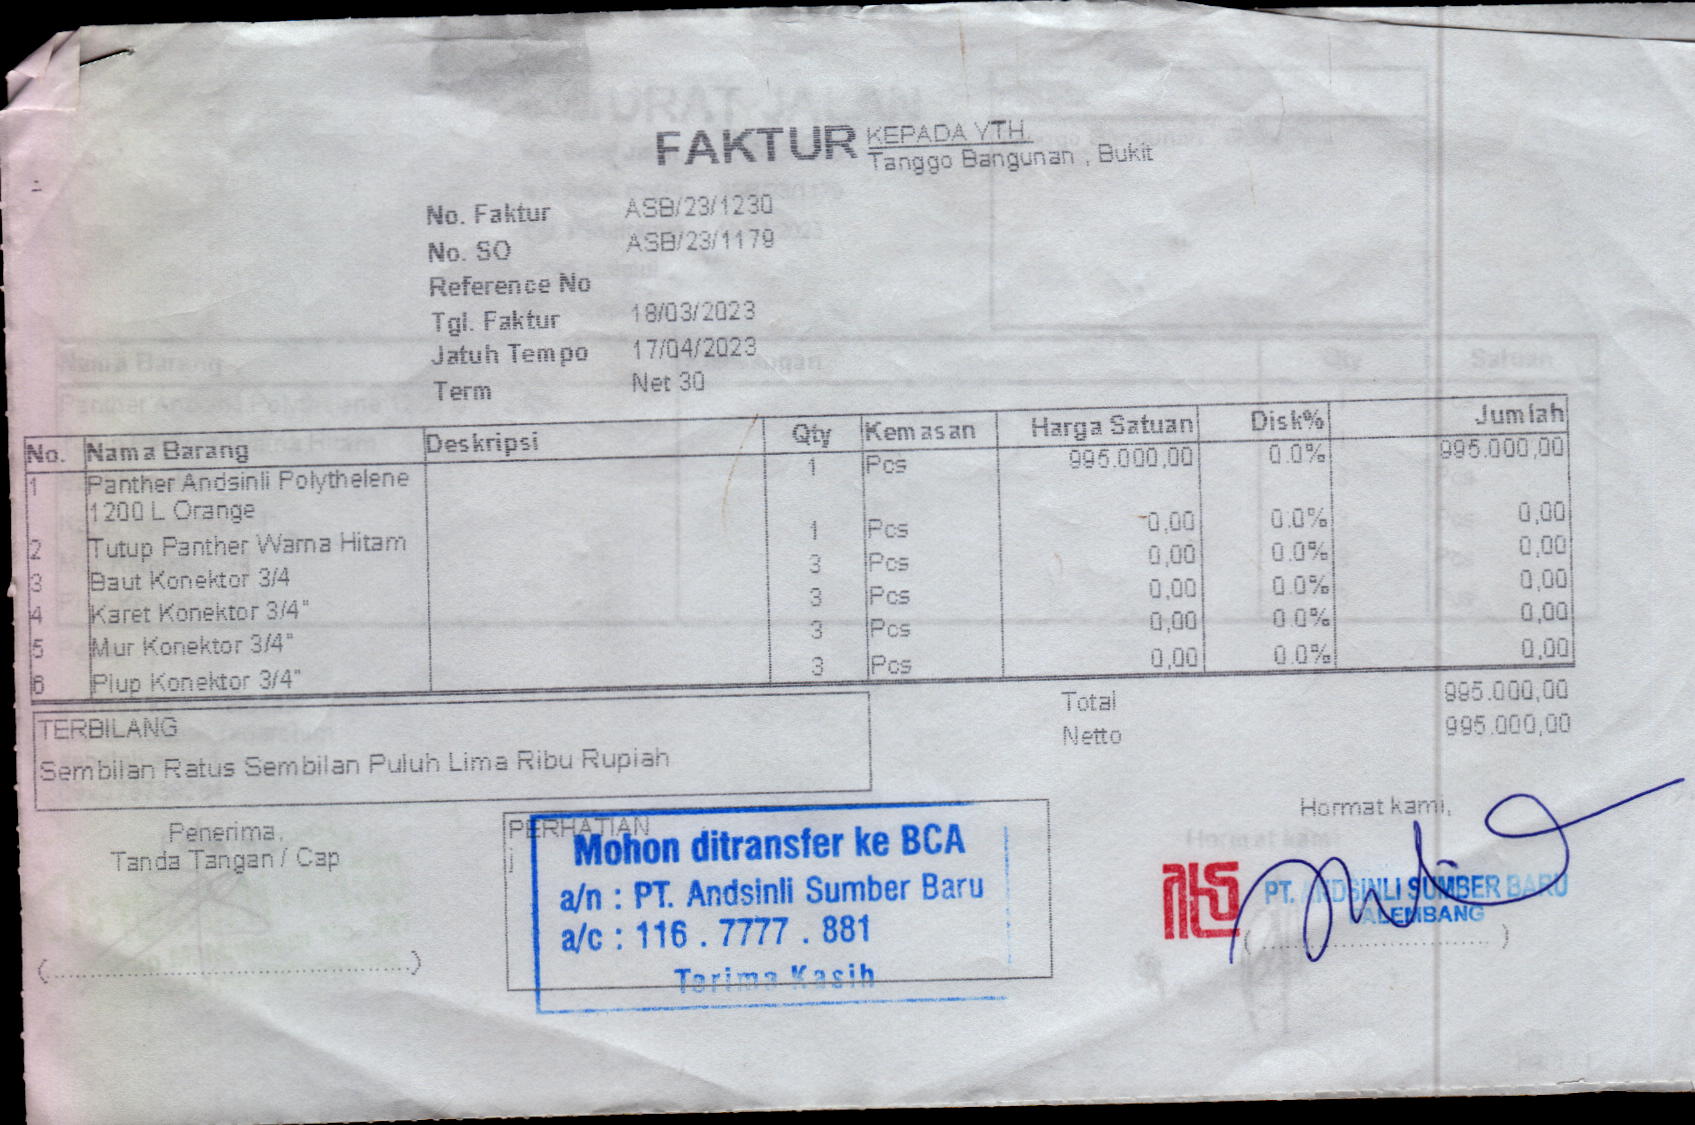 FAKTUR
KEPADA YTH.
Tanggo Bangunan , Bukit
No. Faktur ASB/23/1230
No. SO ASB/23/1179
Reference No
Tgl. Faktur 18/03/2023
Jatuh Tempo 17/04/2023
Term Net 30
No. Nama Barang Deskripsi Qty Kemasan Harga Satuan Disk% Jumlah
1 Panther Andsinli Polythelene 1 Pcs 995.000,00 0.0% 995.000,00
1200 L Orange
2 Tutup Panther Warna Hitam 1 Pcs 0,00 0.0% 0,00
3 Baut Konektor 3/4 3 Pcs 0,00 0.0% 0,00
4 Karet Konektor 3/4" 3 Pcs 0,00 0.0% 0,00
5 Mur Konektor 3/4" 3 Pcs 0,00 0.0% 0,00
6 Plup Konektor 3/4" 3 Pcs 0,00 0.0% 0,00
Total 995.000,00
Netto 995.000,00
TERBILANG
Sembilan Ratus Sembilan Puluh Lima Ribu Rupiah
Penerima,
Tanda Tangan / Cap
(........................................)
PERHATIAN
j
Mohon ditransfer ke BCA
a/n : PT. Andsinli Sumber Baru
a/c : 116 . 7777 . 881
Terima Kasih
Hormat kami,
PT. ANDSINLI SUMBER BARU
PALEMBANG
(........................................)